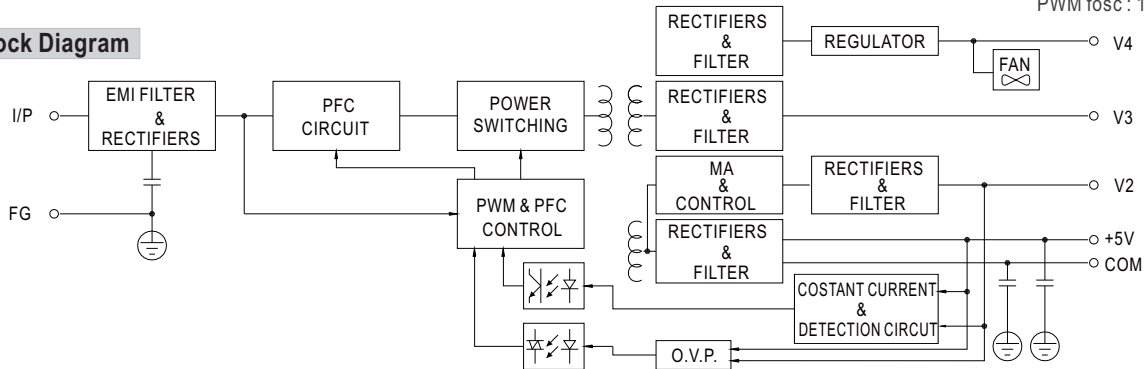 PWM fosc : 1
ock Diagram
I/P
EMI FILTER
&
RECTIFIERS
FG
PFC
CIRCUIT
POWER
SWITCHING
PWM & PFC
CONTROL
RECTIFIERS
&
FILTER
REGULATOR
FAN
V4
RECTIFIERS
&
FILTER
V3
MA
&
CONTROL
RECTIFIERS
&
FILTER
V2
RECTIFIERS
&
FILTER
+5V
COM
COSTANT CURRENT
&
DETECTION CIRCUT
O.V.P.